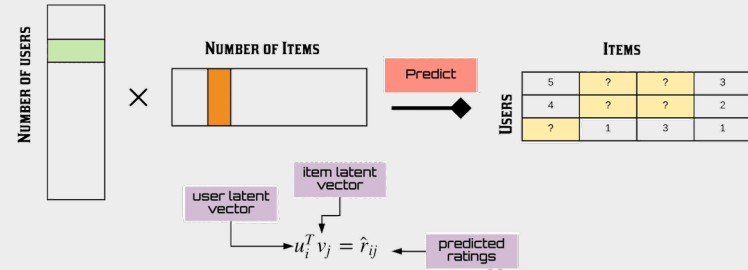 NUMBER OF USERS
×
NUMBER OF ITEMS
Predict
ITEMS
USERS
5 ? ? 3
4 ? ? 2
? 1 3 1
item latent
vector
user latent
vector
u_i^T v_j = r̂_ij
predicted
ratings